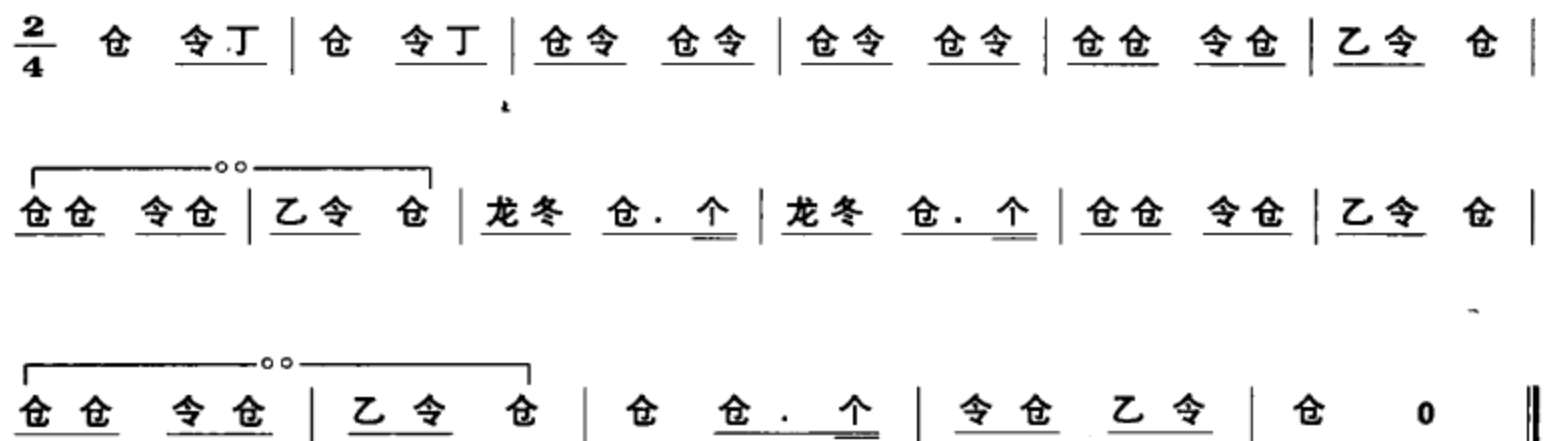 2/4 仓 令丁 | 仓 令丁 | 仓令 仓令 | 仓令 仓令 | 仓仓 令仓 | 乙令 仓 |
仓仓 令仓 | 乙令 仓 | 龙冬 仓. 个 | 龙冬 仓. 个 | 仓仓 令仓 | 乙令 仓 |
仓仓 令仓 | 乙令 仓 | 仓 仓. 个 | 令仓 乙令 | 仓 0 ‖